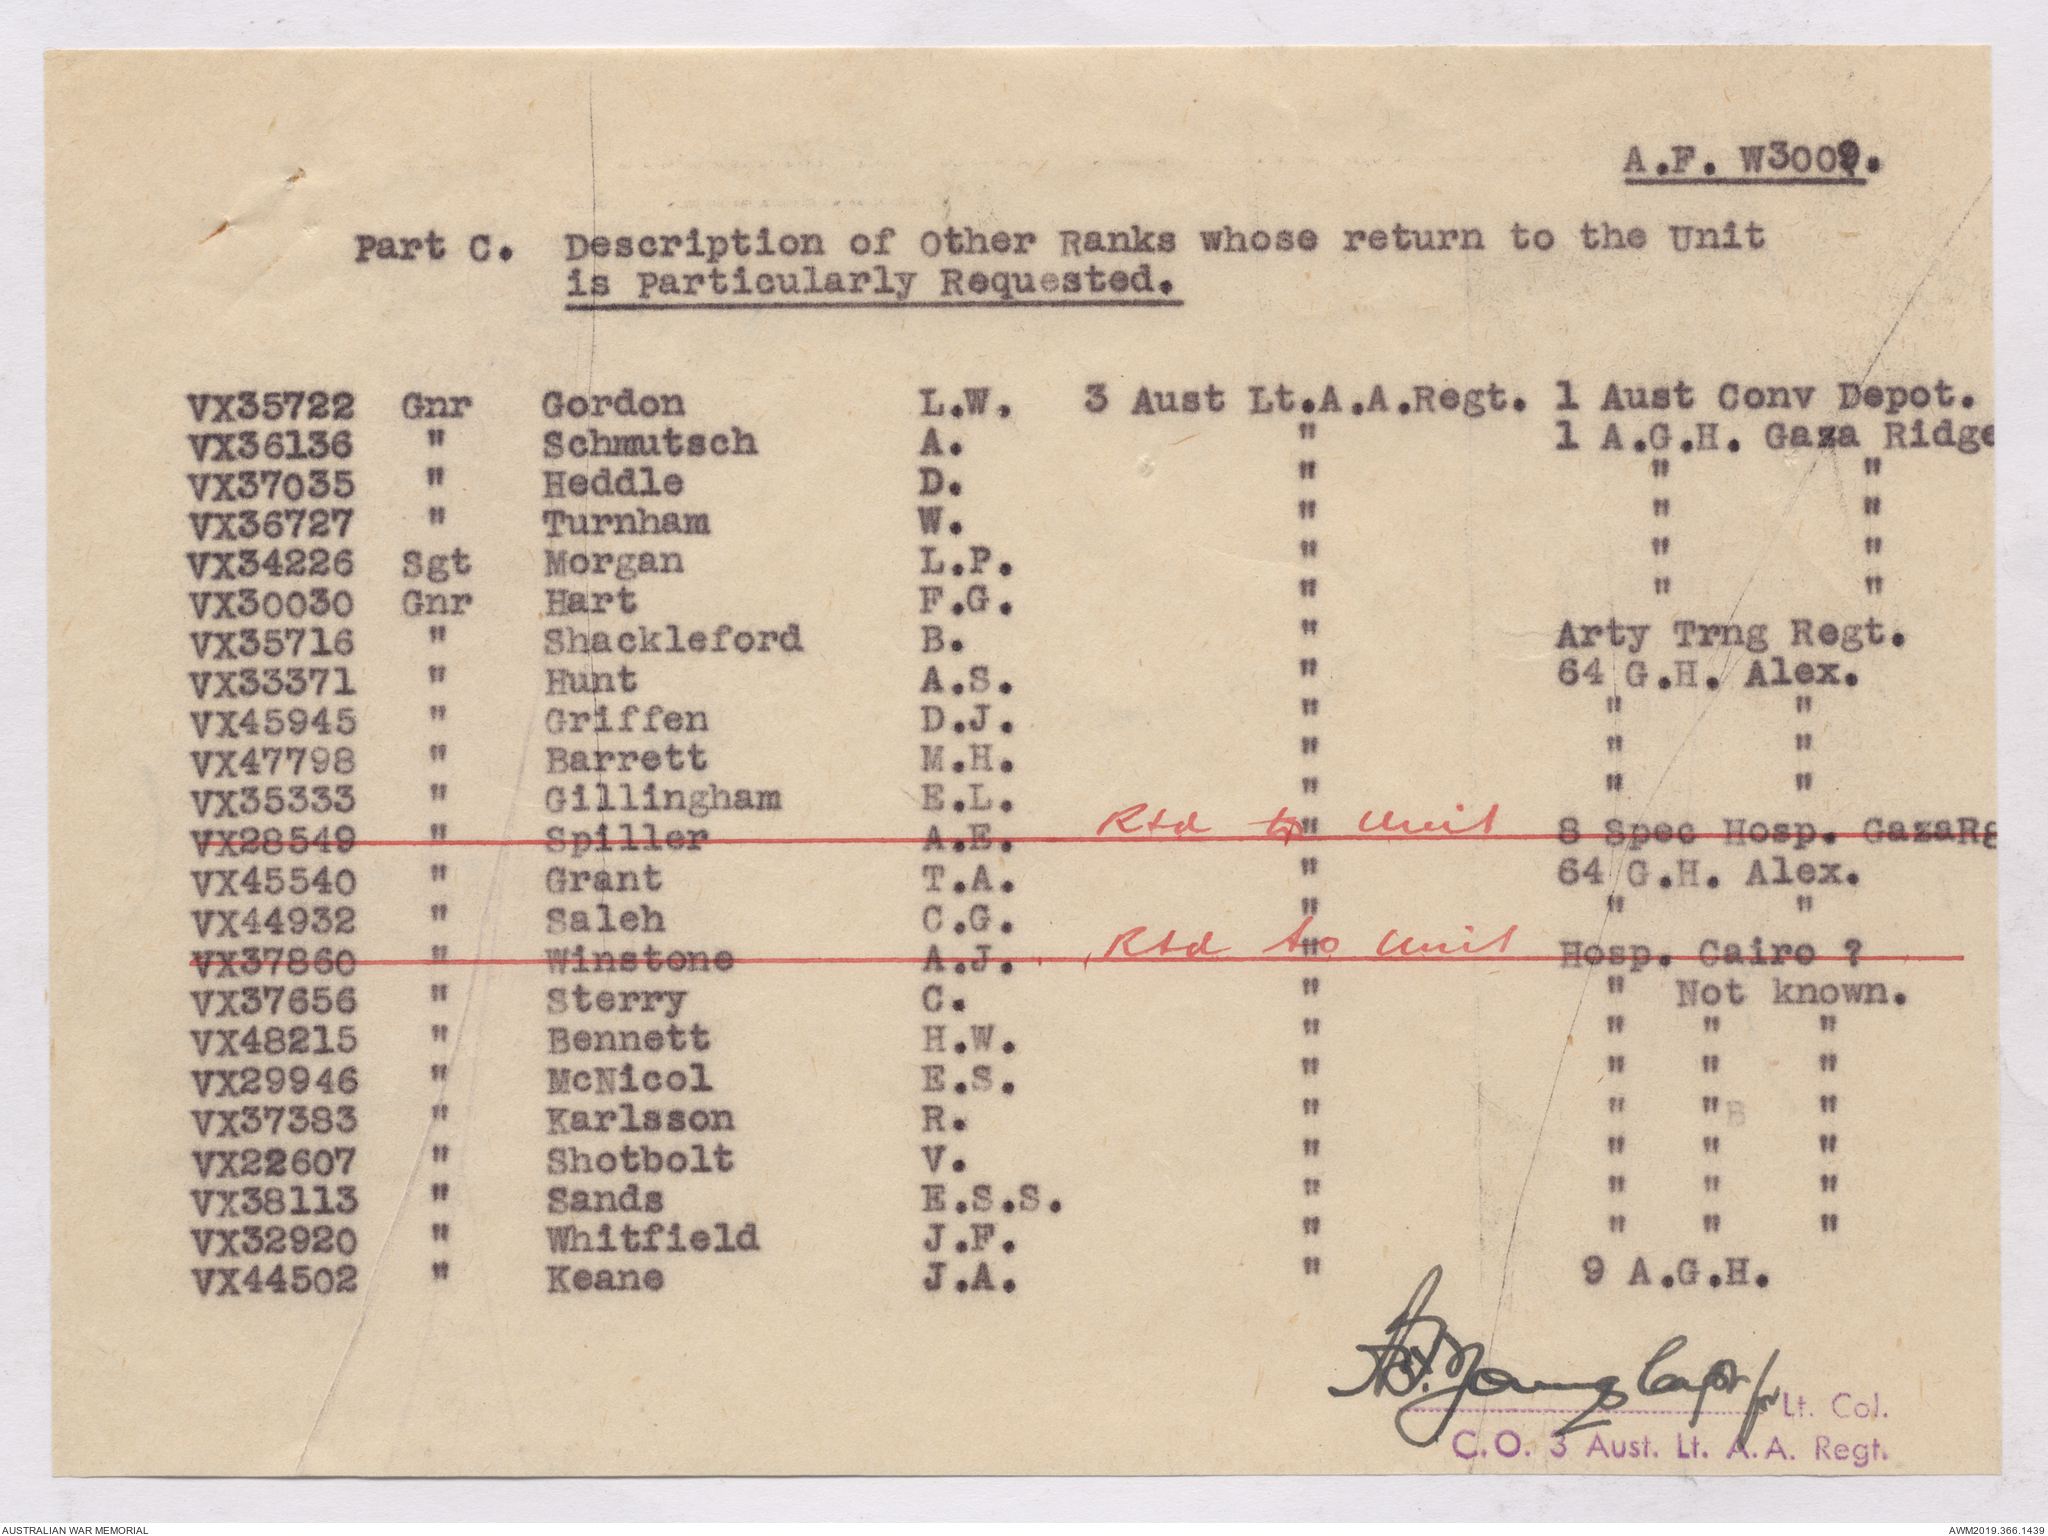 A.F. W3009.
Part C. Description of Other Ranks whose return to the Unit
is Particularly Requested.
VX35722 Gnr Gordon L.W. 3 Aust Lt.A.A.Regt. 1 Aust Conv Depot.
VX36136 " Schmutsch A. " 1 A.G.H. Gaza Ridge
VX37035 " Heddle D. " " "
VX36727 " Turnham W. " " "
VX34226 Sgt Morgan L.P. " " "
VX30030 Gnr Hart F.G. " " "
VX35716 " Shackleford B. " Arty Trng Regt.
VX33371 " Hunt A.S. " 64 G.H. Alex.
VX45945 " Griffen D.J. " " "
VX47798 " Barrett M.H. " " "
VX35333 " Gillingham E.L. " " "
VX28549 " Spiller A.E. Rtd to " Unit 8 Spec Hosp. GazaRg
VX45540 " Grant T.A. " 64 G.H. Alex.
VX44932 " Saleh C.G. " " "
VX37860 " Winstone A.J. Rtd to " Unit Hosp. Cairo ?
VX37656 " Sterry C. " " Not known.
VX48215 " Bennett H.W. " " " "
VX29946 " McNicol E.S. " " " "
VX37383 " Karlsson R. " " " B "
VX22607 " Shotbolt V. " " " "
VX38113 " Sands E.S.S. " " " "
VX32920 " Whitfield J.F. " " " "
VX44502 " Keane J.A. " 9 A.G.H.
Young Capt for Lt. Col.
C.O. 3 Aust. Lt. A.A. Regt.
AUSTRALIAN WAR MEMORIAL AWM2019.366.1439